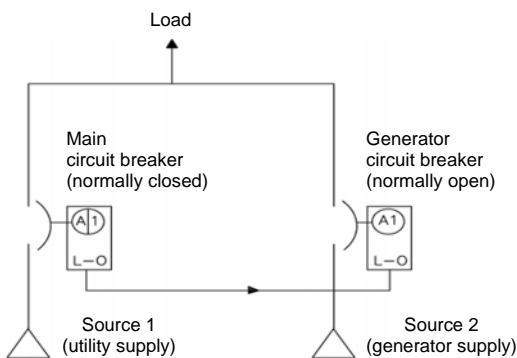 Load
Main
circuit breaker
(normally closed)
Generator
circuit breaker
(normally open)
A 1
A1
L–O
L–O
Source 1
(utility supply)
Source 2
(generator supply)